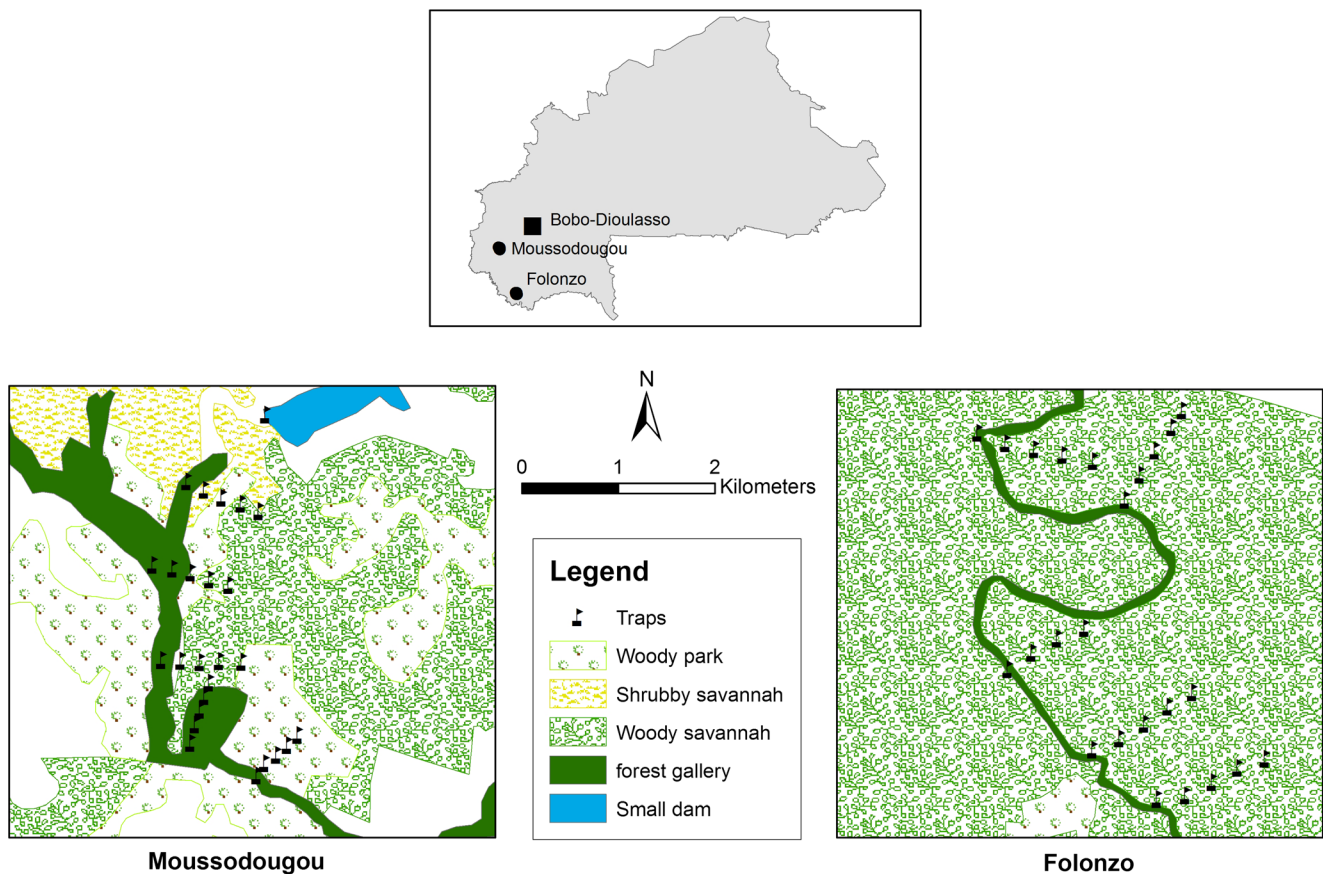 Bobo-Dioulasso
Moussodougou
Folonzo
N
0 1 2
Kilometers
Legend
Traps
Woody park
Shrubby savannah
Woody savannah
forest gallery
Small dam
Moussodougou
Folonzo